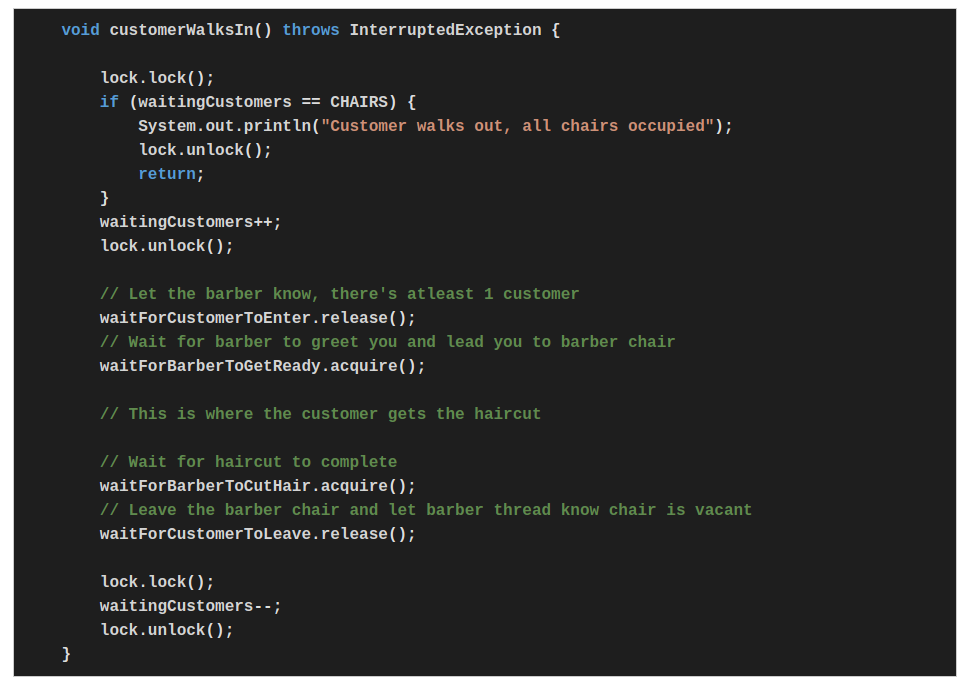 void customerWalksIn() throws InterruptedException {
lock.lock();
if (waitingCustomers == CHAIRS) {
System.out.println("Customer walks out, all chairs occupied");
lock.unlock();
return;
}
waitingCustomers++;
lock.unlock();
// Let the barber know, there's atleast 1 customer
waitForCustomerToEnter.release();
// Wait for barber to greet you and lead you to barber chair
waitForBarberToGetReady.acquire();
// This is where the customer gets the haircut
// Wait for haircut to complete
waitForBarberToCutHair.acquire();
// Leave the barber chair and let barber thread know chair is vacant
waitForCustomerToLeave.release();
lock.lock();
waitingCustomers--;
lock.unlock();
}